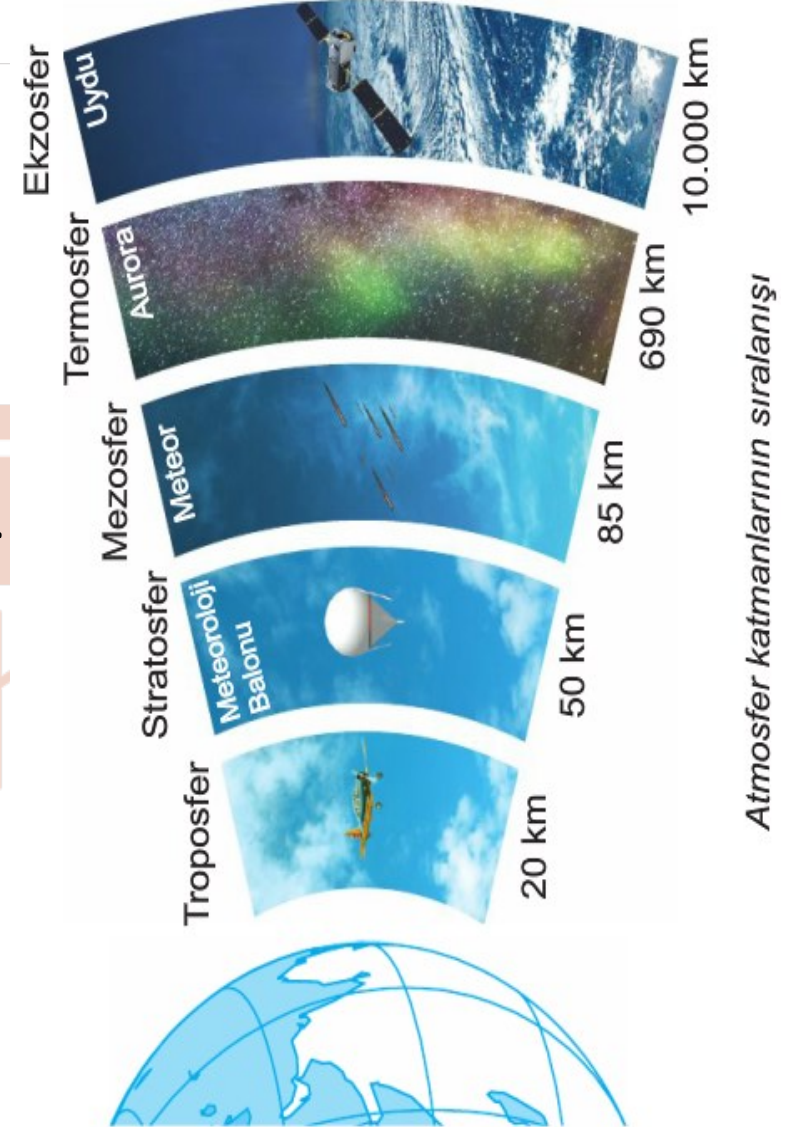 Troposfer
20 km
Stratosfer
Meteoroloji
Balonu
50 km
Mezosfer
Meteor
85 km
Termosfer
Aurora
690 km
Ekzosfer
Uydu
10.000 km
Atmosfer katmanlarının sıralanışı